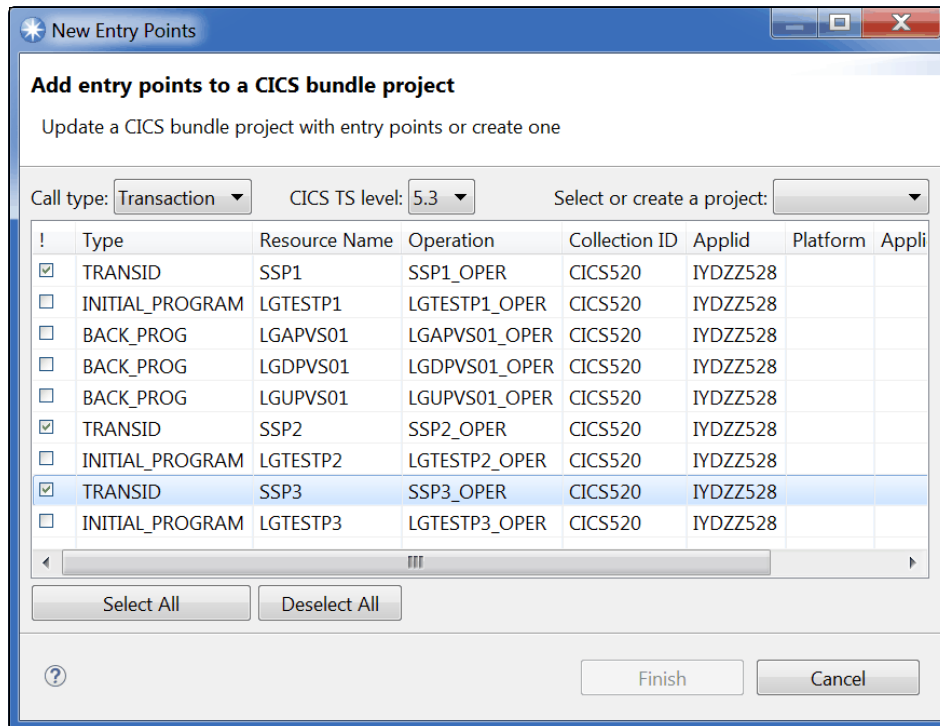 New Entry Points
Add entry points to a CICS bundle project
Update a CICS bundle project with entry points or create one
Call type: Transaction CICS TS level: 5.3 Select or create a project:
! Type Resource Name Operation Collection ID Applid Platform Appli
TRANSID SSP1 SSP1_OPER CICS520 IYDZZ528
INITIAL_PROGRAM LGTESTP1 LGTESTP1_OPER CICS520 IYDZZ528
BACK_PROG LGAPVS01 LGAPVS01_OPER CICS520 IYDZZ528
BACK_PROG LGDPVS01 LGDPVS01_OPER CICS520 IYDZZ528
BACK_PROG LGUPVS01 LGUPVS01_OPER CICS520 IYDZZ528
TRANSID SSP2 SSP2_OPER CICS520 IYDZZ528
INITIAL_PROGRAM LGTESTP2 LGTESTP2_OPER CICS520 IYDZZ528
TRANSID SSP3 SSP3_OPER CICS520 IYDZZ528
INITIAL_PROGRAM LGTESTP3 LGTESTP3_OPER CICS520 IYDZZ528
Select All Deselect All
? Finish Cancel